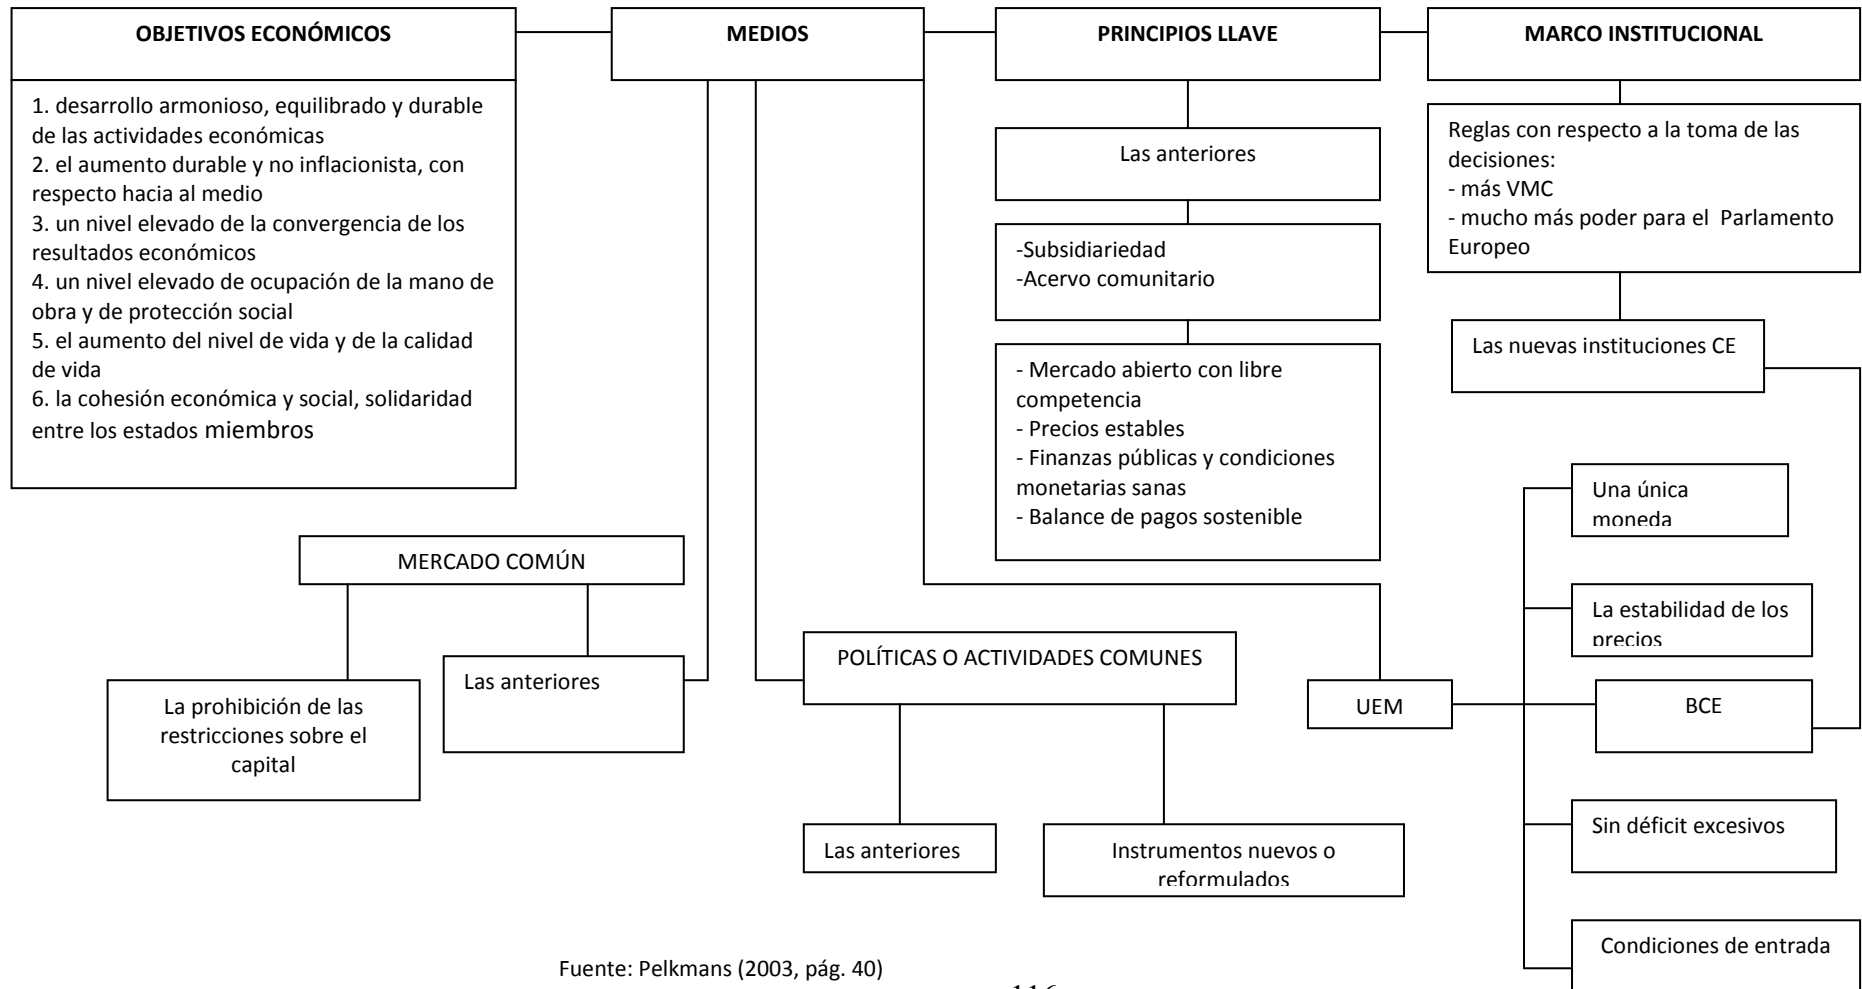 OBJETIVOS ECONÓMICOS
MEDIOS
PRINCIPIOS LLAVE
MARCO INSTITUCIONAL
1. desarrollo armonioso, equilibrado y durable
de las actividades económicas
2. el aumento durable y no inflacionista, con
respecto hacia al medio
3. un nivel elevado de la convergencia de los
resultados económicos
4. un nivel elevado de ocupación de la mano de
obra y de protección social
5. el aumento del nivel de vida y de la calidad
de vida
6. la cohesión económica y social, solidaridad
entre los estados miembros
Las anteriores
-Subsidiariedad
-Acervo comunitario
- Mercado abierto con libre
competencia
- Precios estables
- Finanzas públicas y condiciones
monetarias sanas
- Balance de pagos sostenible
Reglas con respecto a la toma de las
decisiones:
- más VMC
- mucho más poder para el Parlamento
Europeo
Las nuevas instituciones CE
MERCADO COMÚN
La prohibición de las
restricciones sobre el
capital
Las anteriores
POLÍTICAS O ACTIVIDADES COMUNES
Las anteriores
Instrumentos nuevos o
reformulados
UEM
Una única
moneda
La estabilidad de los
precios
BCE
Sin déficit excesivos
Condiciones de entrada
Fuente: Pelkmans (2003, pág. 40)
116